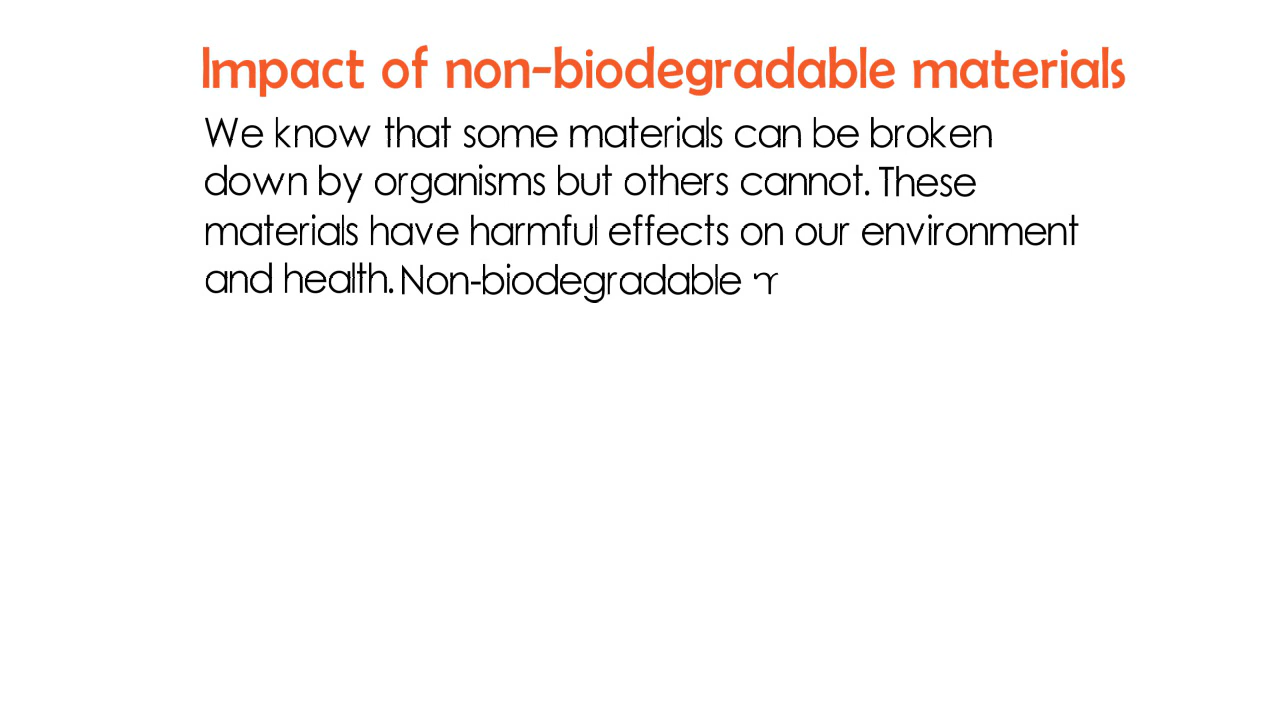 Impact of non-biodegradable materials
We know that some materials can be broken
down by organisms but others cannot. These
materials have harmful effects on our environment
and health. Non-biodegradable